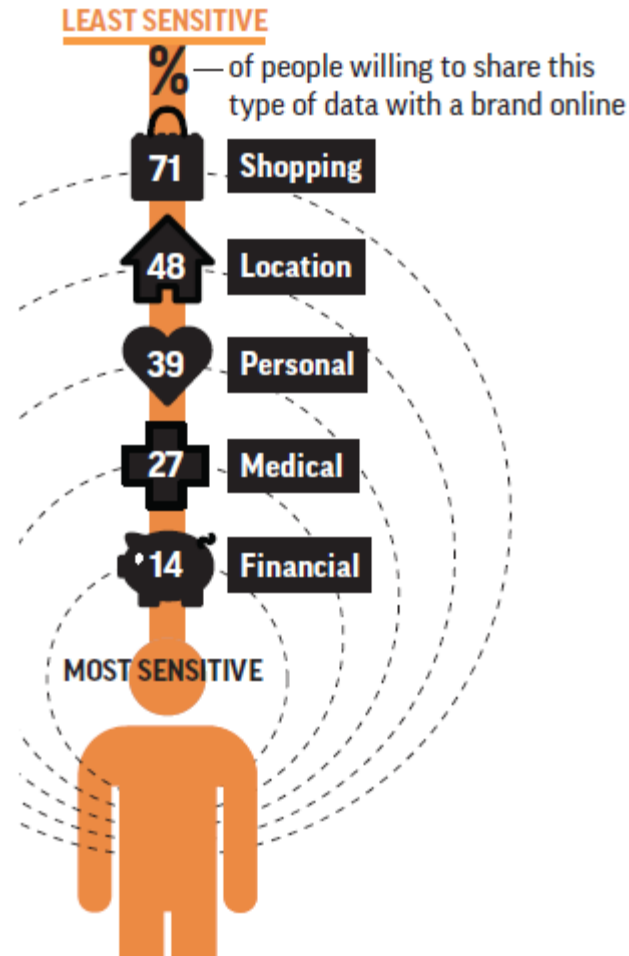 LEAST SENSITIVE
%
of people willing to share this
type of data with a brand online
71 Shopping
48 Location
39 Personal
27 Medical
14 Financial
MOST SENSITIVE